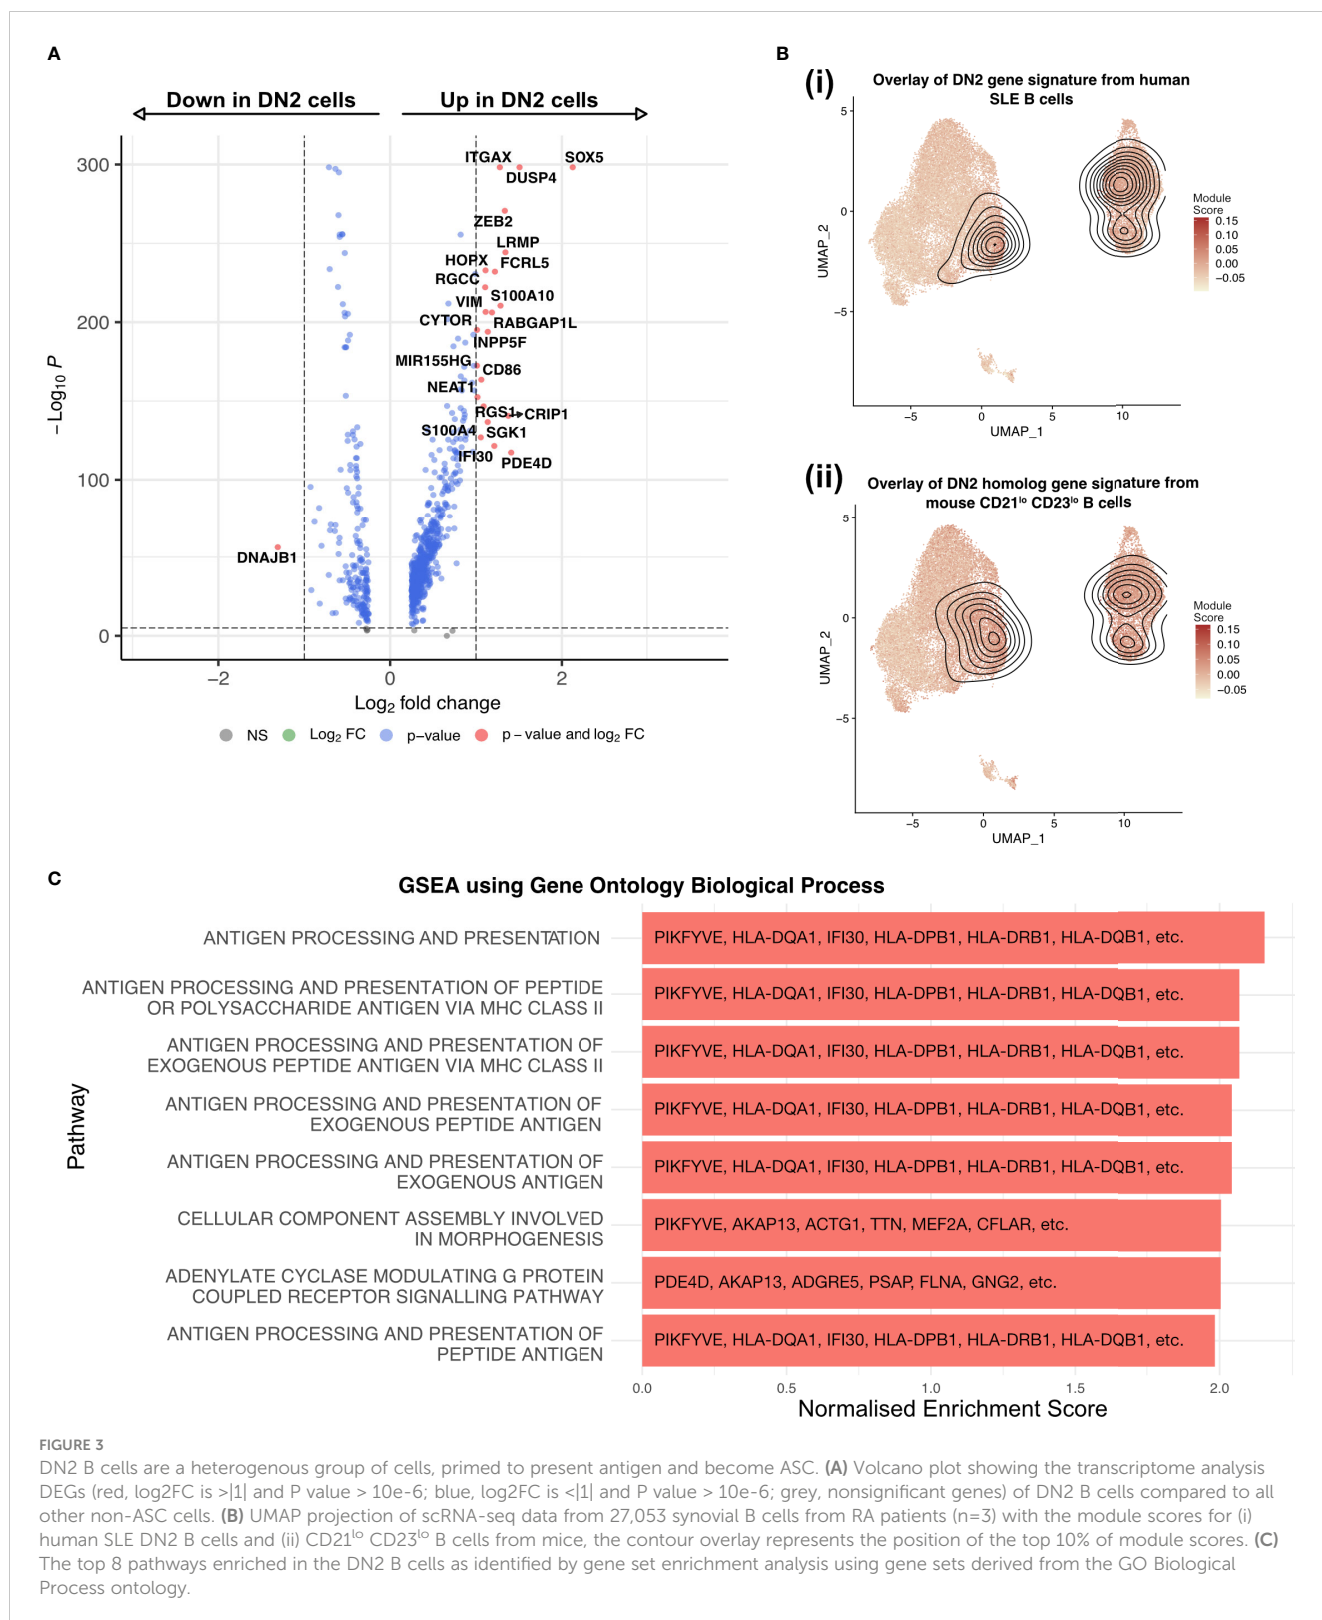 A
Down in DN2 cells
Up in DN2 cells
300
200
100
0
−Log10 P
ITGAX
SOX5
DUSP4
ZEB2
LRMP
HOPX
FCRL5
RGCC
S100A10
VIM
CYTOR
RABGAP1L
INPP5F
MIR155HG
CD86
NEAT1
RGS1
CRIP1
S100A4
SGK1
IFI30
PDE4D
DNAJB1
−2
0
2
Log2 fold change
NS
Log2 FC
p−value
p − value and log2 FC
B
(i)
Overlay of DN2 gene signature from human
SLE B cells
5
0
−5
UMAP_2
−5
0
5
10
UMAP_1
Module
Score
0.15
0.10
0.05
0.00
−0.05
(ii)
Overlay of DN2 homolog gene signature from
mouse CD21lo CD23lo B cells
5
0
−5
UMAP_2
−5
0
5
10
UMAP_1
Module
Score
0.15
0.10
0.05
0.00
−0.05
C
GSEA using Gene Ontology Biological Process
Pathway
ANTIGEN PROCESSING AND PRESENTATION
PIKFYVE, HLA-DQA1, IFI30, HLA-DPB1, HLA-DRB1, HLA-DQB1, etc.
ANTIGEN PROCESSING AND PRESENTATION OF PEPTIDE
OR POLYSACCHARIDE ANTIGEN VIA MHC CLASS II
PIKFYVE, HLA-DQA1, IFI30, HLA-DPB1, HLA-DRB1, HLA-DQB1, etc.
ANTIGEN PROCESSING AND PRESENTATION OF
EXOGENOUS PEPTIDE ANTIGEN VIA MHC CLASS II
PIKFYVE, HLA-DQA1, IFI30, HLA-DPB1, HLA-DRB1, HLA-DQB1, etc.
ANTIGEN PROCESSING AND PRESENTATION OF
EXOGENOUS PEPTIDE ANTIGEN
PIKFYVE, HLA-DQA1, IFI30, HLA-DPB1, HLA-DRB1, HLA-DQB1, etc.
ANTIGEN PROCESSING AND PRESENTATION OF
EXOGENOUS ANTIGEN
PIKFYVE, HLA-DQA1, IFI30, HLA-DPB1, HLA-DRB1, HLA-DQB1, etc.
CELLULAR COMPONENT ASSEMBLY INVOLVED
IN MORPHOGENESIS
PIKFYVE, AKAP13, ACTG1, TTN, MEF2A, CFLAR, etc.
ADENYLATE CYCLASE MODULATING G PROTEIN
COUPLED RECEPTOR SIGNALLING PATHWAY
PDE4D, AKAP13, ADGRE5, PSAP, FLNA, GNG2, etc.
ANTIGEN PROCESSING AND PRESENTATION OF
PEPTIDE ANTIGEN
PIKFYVE, HLA-DQA1, IFI30, HLA-DPB1, HLA-DRB1, HLA-DQB1, etc.
0.0
0.5
1.0
1.5
2.0
Normalised Enrichment Score
FIGURE 3
DN2 B cells are a heterogenous group of cells, primed to present antigen and become ASC. (A) Volcano plot showing the transcriptome analysis
DEGs (red, log2FC is >|1| and P value > 10e-6; blue, log2FC is <|1| and P value > 10e-6; grey, nonsignificant genes) of DN2 B cells compared to all
other non-ASC cells. (B) UMAP projection of scRNA-seq data from 27,053 synovial B cells from RA patients (n=3) with the module scores for (i)
human SLE DN2 B cells and (ii) CD21lo CD23lo B cells from mice, the contour overlay represents the position of the top 10% of module scores. (C)
The top 8 pathways enriched in the DN2 B cells as identified by gene set enrichment analysis using gene sets derived from the GO Biological
Process ontology.